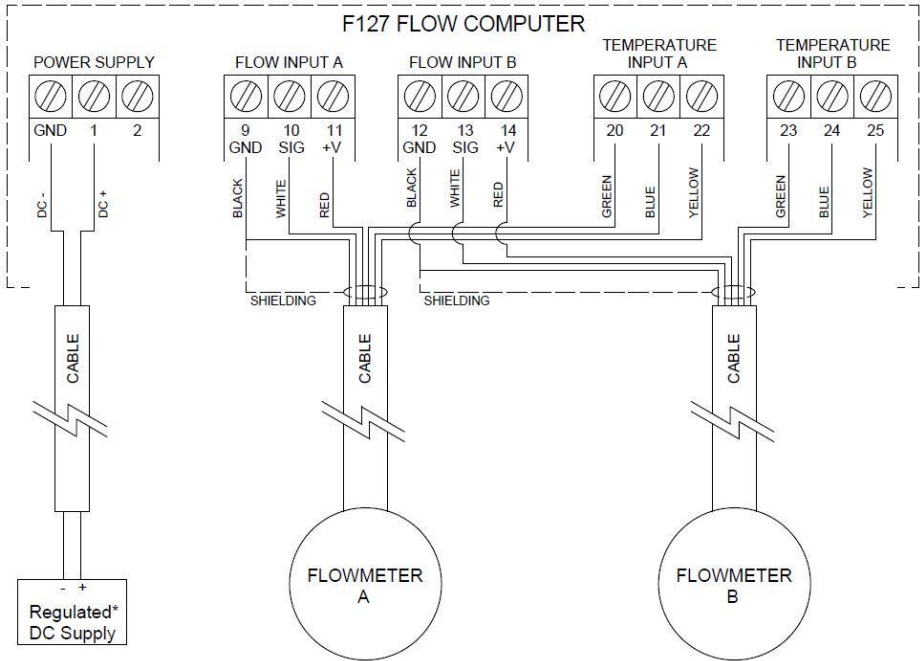 F127 FLOW COMPUTER
POWER SUPPLY
FLOW INPUT A
FLOW INPUT B
TEMPERATURE
INPUT A
TEMPERATURE
INPUT B
GND 1 2
9 10 11
GND SIG +V
12 13 14
GND SIG +V
20 21 22
23 24 25
DC -
DC +
BLACK
WHITE
RED
BLACK
WHITE
RED
GREEN
BLUE
YELLOW
GREEN
BLUE
YELLOW
SHIELDING
SHIELDING
CABLE
CABLE
CABLE
FLOWMETER
A
FLOWMETER
B
- +
Regulated*
DC Supply